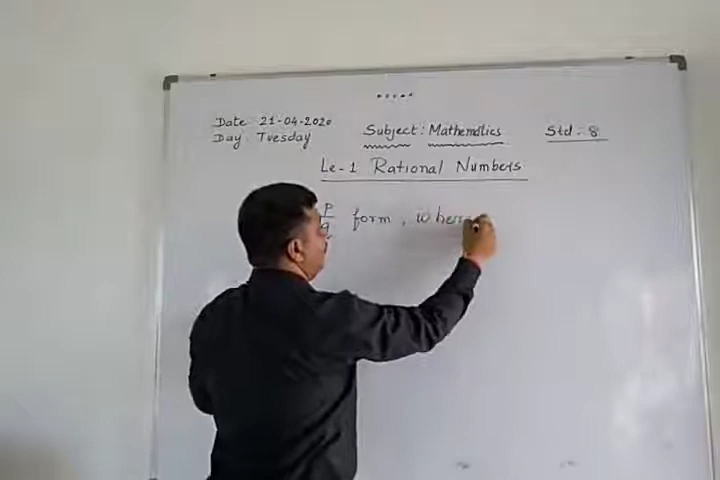 Date: 21-04-2020
Day: Tuesday
Subject: Mathematics
Std: 8
Le-1 Rational Numbers
p/q form, where